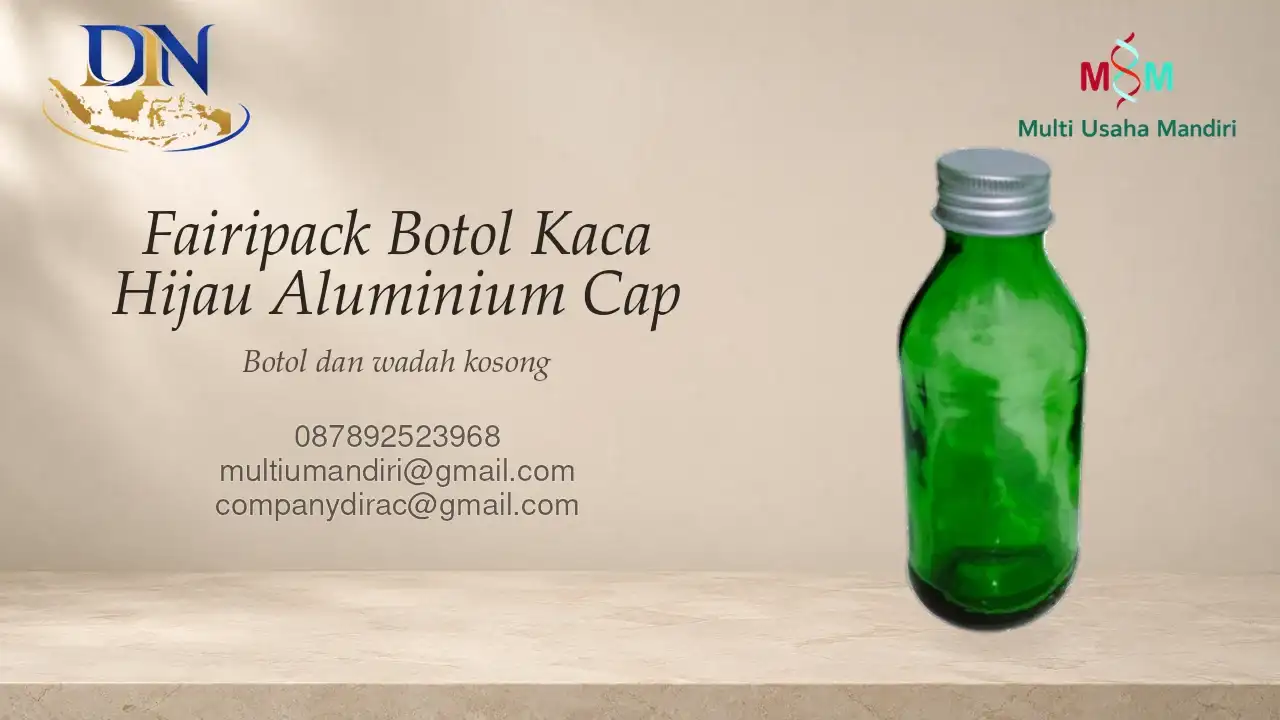 DN
MSM
Multi Usaha Mandiri
Fairipack Botol Kaca
Hijau Aluminium Cap
Botol dan wadah kosong
087892523968
multiumandiri@gmail.com
companydirac@gmail.com